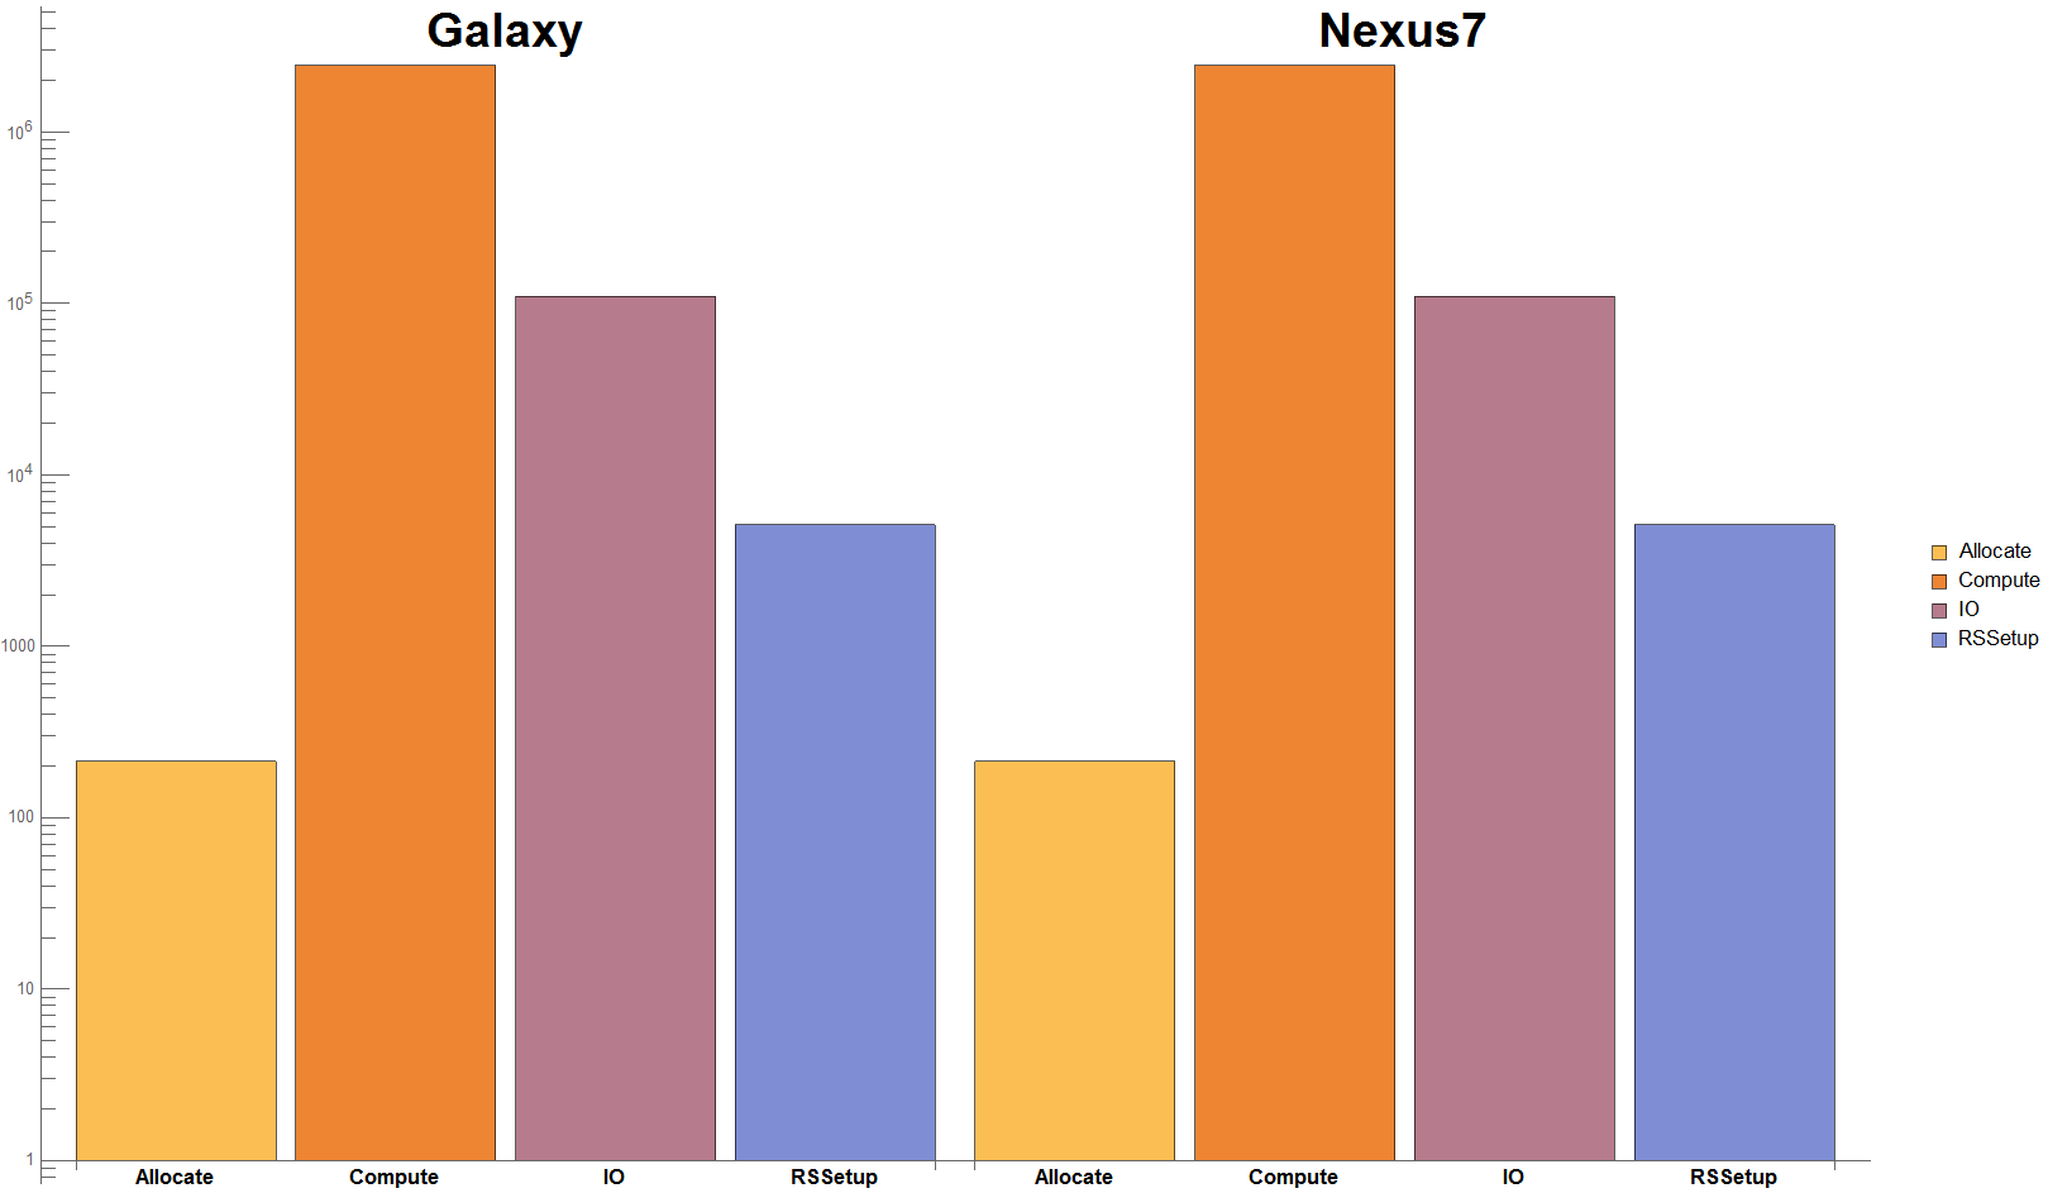 Galaxy
Nexus7
10^6
10^5
10^4
1000
100
10
1
Allocate
Compute
IO
RSSetup
Allocate
Compute
IO
RSSetup
Allocate
Compute
IO
RSSetup